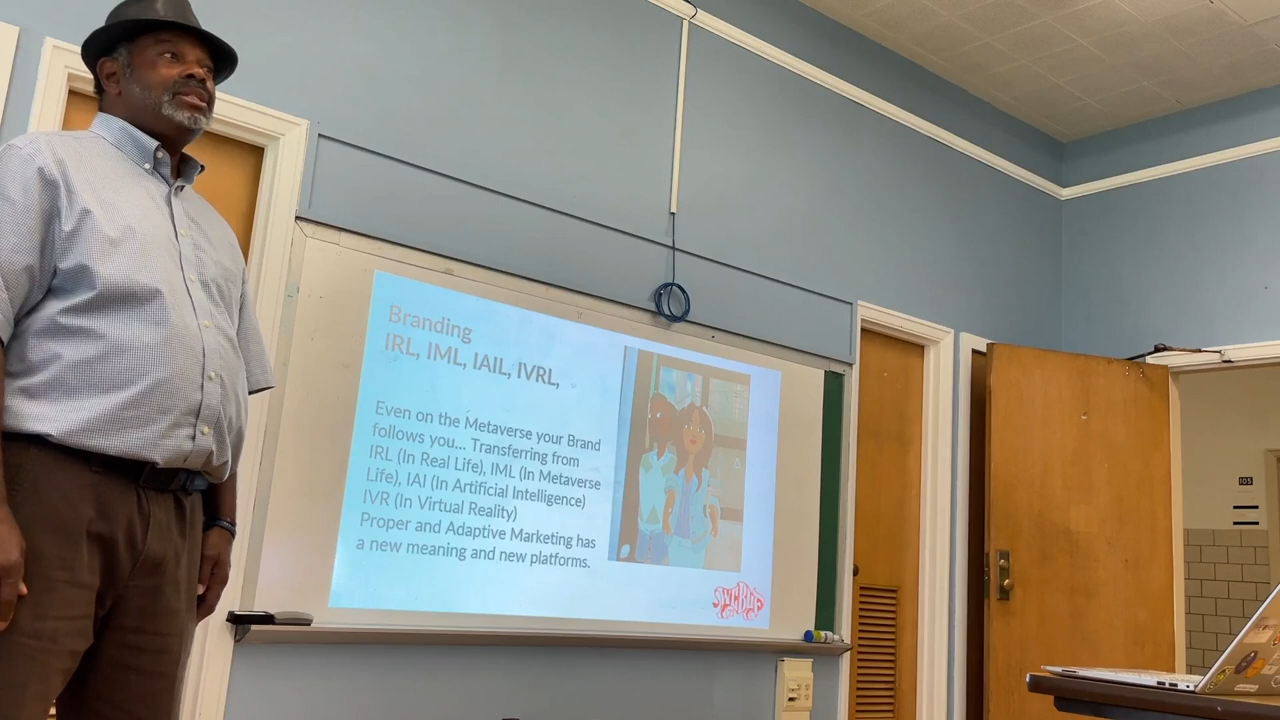 Branding
IRL, IML, IAIL, IVRL,
Even on the Metaverse your Brand
follows you... Transferring from
IRL (In Real Life), IML (In Metaverse
Life), IAI (In Artificial Intelligence)
IVR (In Virtual Reality)
Proper and Adaptive Marketing has
a new meaning and new platforms.
105